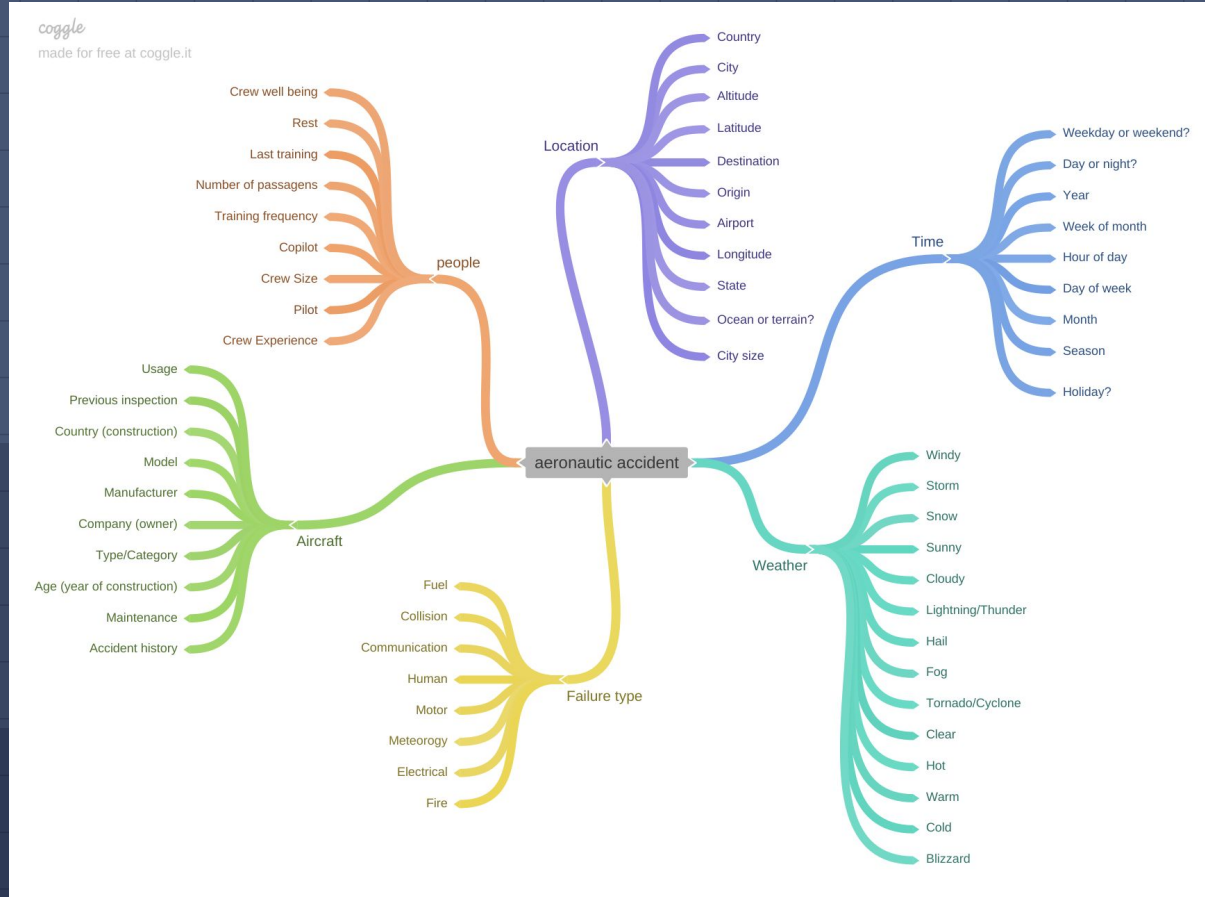 coggle
made for free at coggle.it
aeronautic accident
people
Crew well being
Rest
Last training
Number of passagens
Training frequency
Copilot
Crew Size
Pilot
Crew Experience
Location
Country
City
Altitude
Latitude
Destination
Origin
Airport
Longitude
State
Ocean or terrain?
City size
Time
Weekday or weekend?
Day or night?
Year
Week of month
Hour of day
Day of week
Month
Season
Holiday?
Aircraft
Usage
Previous inspection
Country (construction)
Model
Manufacturer
Company (owner)
Type/Category
Age (year of construction)
Maintenance
Accident history
Failure type
Fuel
Collision
Communication
Human
Motor
Meteorogy
Electrical
Fire
Weather
Windy
Storm
Snow
Sunny
Cloudy
Lightning/Thunder
Hail
Fog
Tornado/Cyclone
Clear
Hot
Warm
Cold
Blizzard